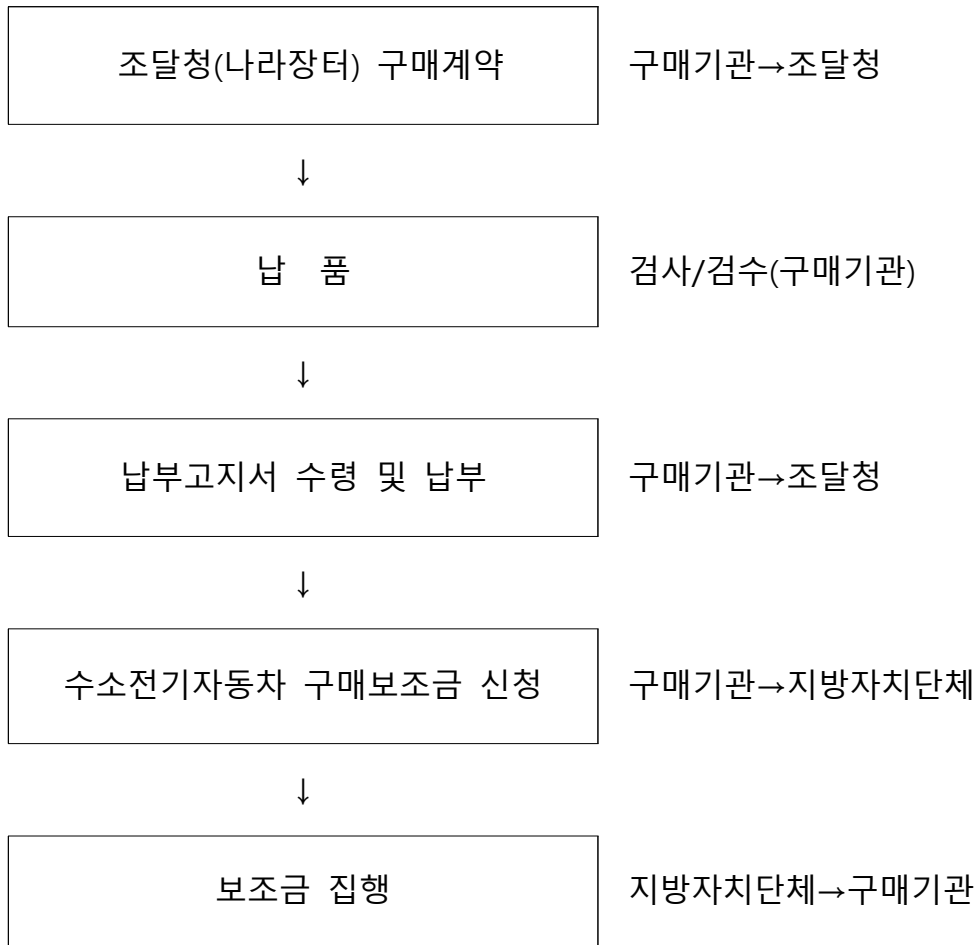 조달청(나라장터) 구매계약 구매기관→조달청
↓
납 품 검사/검수(구매기관)
↓
납부고지서 수령 및 납부 구매기관→조달청
↓
수소전기자동차 구매보조금 신청 구매기관→지방자치단체
↓
보조금 집행 지방자치단체→구매기관